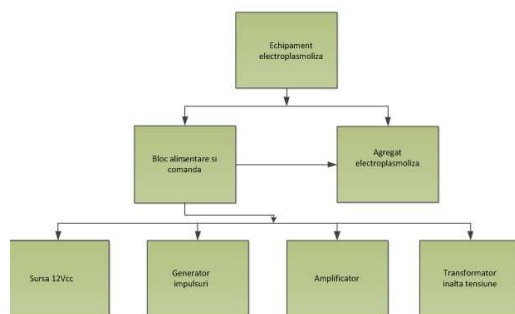 Echipament
electroplasmoliza
Bloc alimentare si
comanda
Agregat
electroplasmoliza
Sursa 12Vcc
Generator
impulsuri
Amplificator
Transformator
inalta tensiune